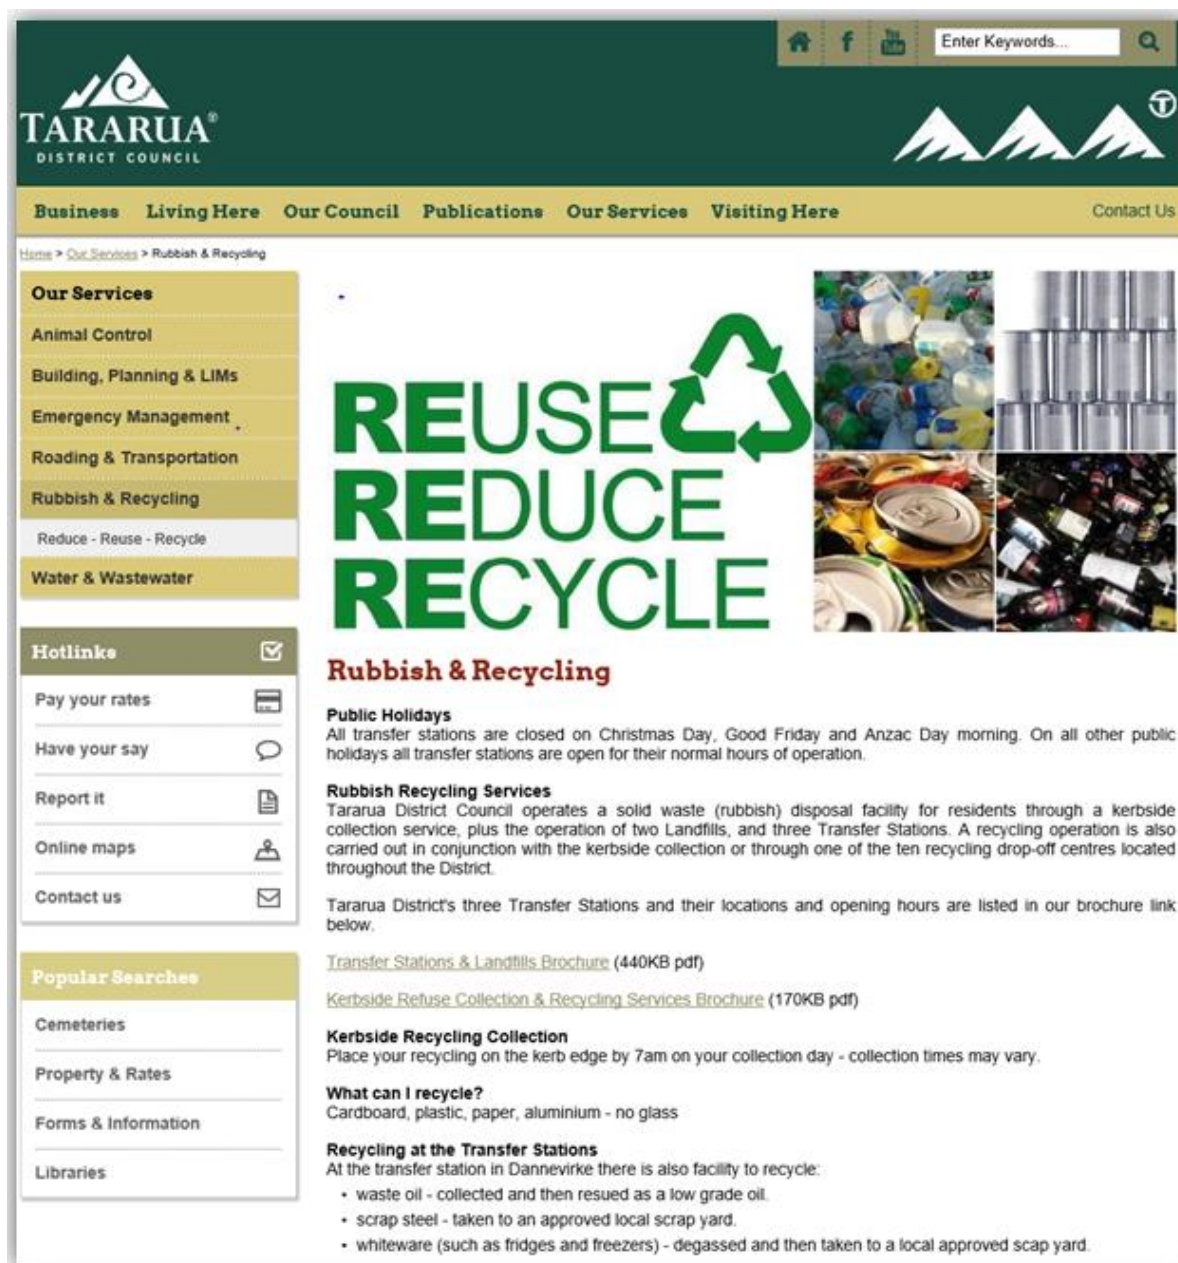 Enter Keywords...
TARARUA®
DISTRICT COUNCIL
Business Living Here Our Council Publications Our Services Visiting Here Contact Us
Home > Our Services > Rubbish & Recycling
Our Services
Animal Control
Building, Planning & LIMs
Emergency Management
Roading & Transportation
Rubbish & Recycling
Reduce - Reuse - Recycle
Water & Wastewater
Hotlinks
Pay your rates
Have your say
Report it
Online maps
Contact us
Popular Searches
Cemeteries
Property & Rates
Forms & Information
Libraries
REUSE
REDUCE
RECYCLE
Rubbish & Recycling
Public Holidays
All transfer stations are closed on Christmas Day, Good Friday and Anzac Day morning. On all other public
holidays all transfer stations are open for their normal hours of operation.
Rubbish Recycling Services
Tararua District Council operates a solid waste (rubbish) disposal facility for residents through a kerbside
collection service, plus the operation of two Landfills, and three Transfer Stations. A recycling operation is also
carried out in conjunction with the kerbside collection or through one of the ten recycling drop-off centres located
throughout the District.
Tararua District's three Transfer Stations and their locations and opening hours are listed in our brochure link
below.
Transfer Stations & Landfills Brochure (440KB pdf)
Kerbside Refuse Collection & Recycling Services Brochure (170KB pdf)
Kerbside Recycling Collection
Place your recycling on the kerb edge by 7am on your collection day - collection times may vary.
What can I recycle?
Cardboard, plastic, paper, aluminium - no glass
Recycling at the Transfer Stations
At the transfer station in Dannevirke there is also facility to recycle:
• waste oil - collected and then resued as a low grade oil.
• scrap steel - taken to an approved local scrap yard.
• whiteware (such as fridges and freezers) - degassed and then taken to a local approved scap yard.